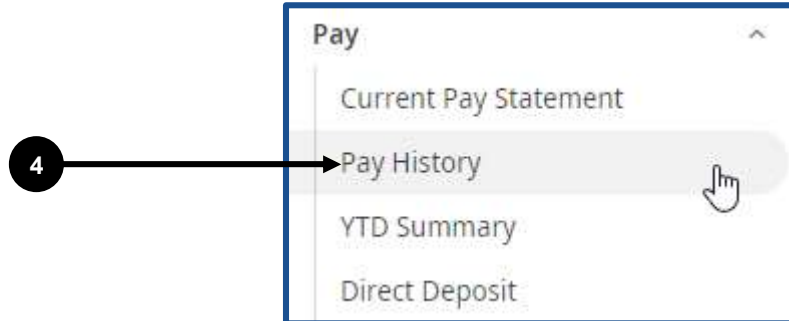 Pay
Current Pay Statement
4
Pay History
YTD Summary
Direct Deposit